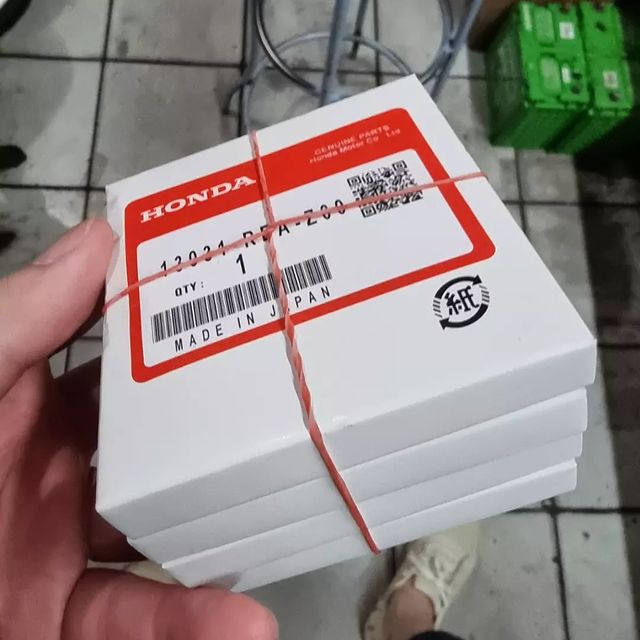 GENUINE PARTS
Honda Motor Co., Ltd.
HONDA
QTY: 1
MADE IN JAPAN
紙